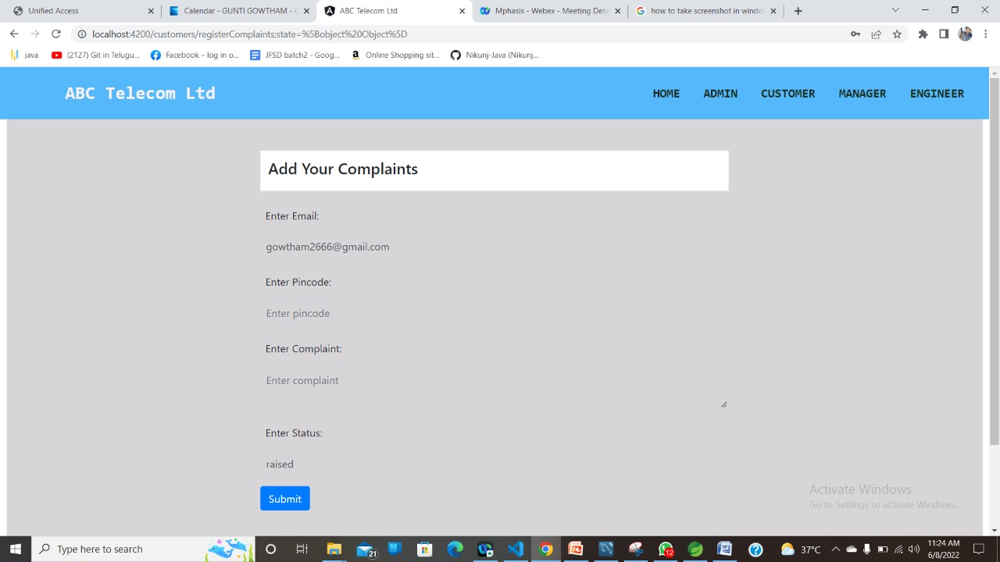 Unified Access
Calendar - GUNTI GOWTHAM - O
ABC Telecom Ltd
Mphasis - Webex - Meeting Deta
how to take screenshot in windo
localhost:4200/customers/registerComplaints;state=%5Bobject%20Object%5D
java
(2127) Git in Telugu...
Facebook – log in o...
JFSD batch2 - Goog...
Online Shopping sit...
Nikunj-Java (Nikunj...
ABC Telecom Ltd
HOME
ADMIN
CUSTOMER
MANAGER
ENGINEER
Add Your Complaints
Enter Email:
gowtham2666@gmail.com
Enter Pincode:
Enter pincode
Enter Complaint:
Enter complaint
Enter Status:
raised
Submit
Activate Windows
Go to Settings to activate Windows.
Type here to search
21
12
37°C
11:24 AM
6/8/2022